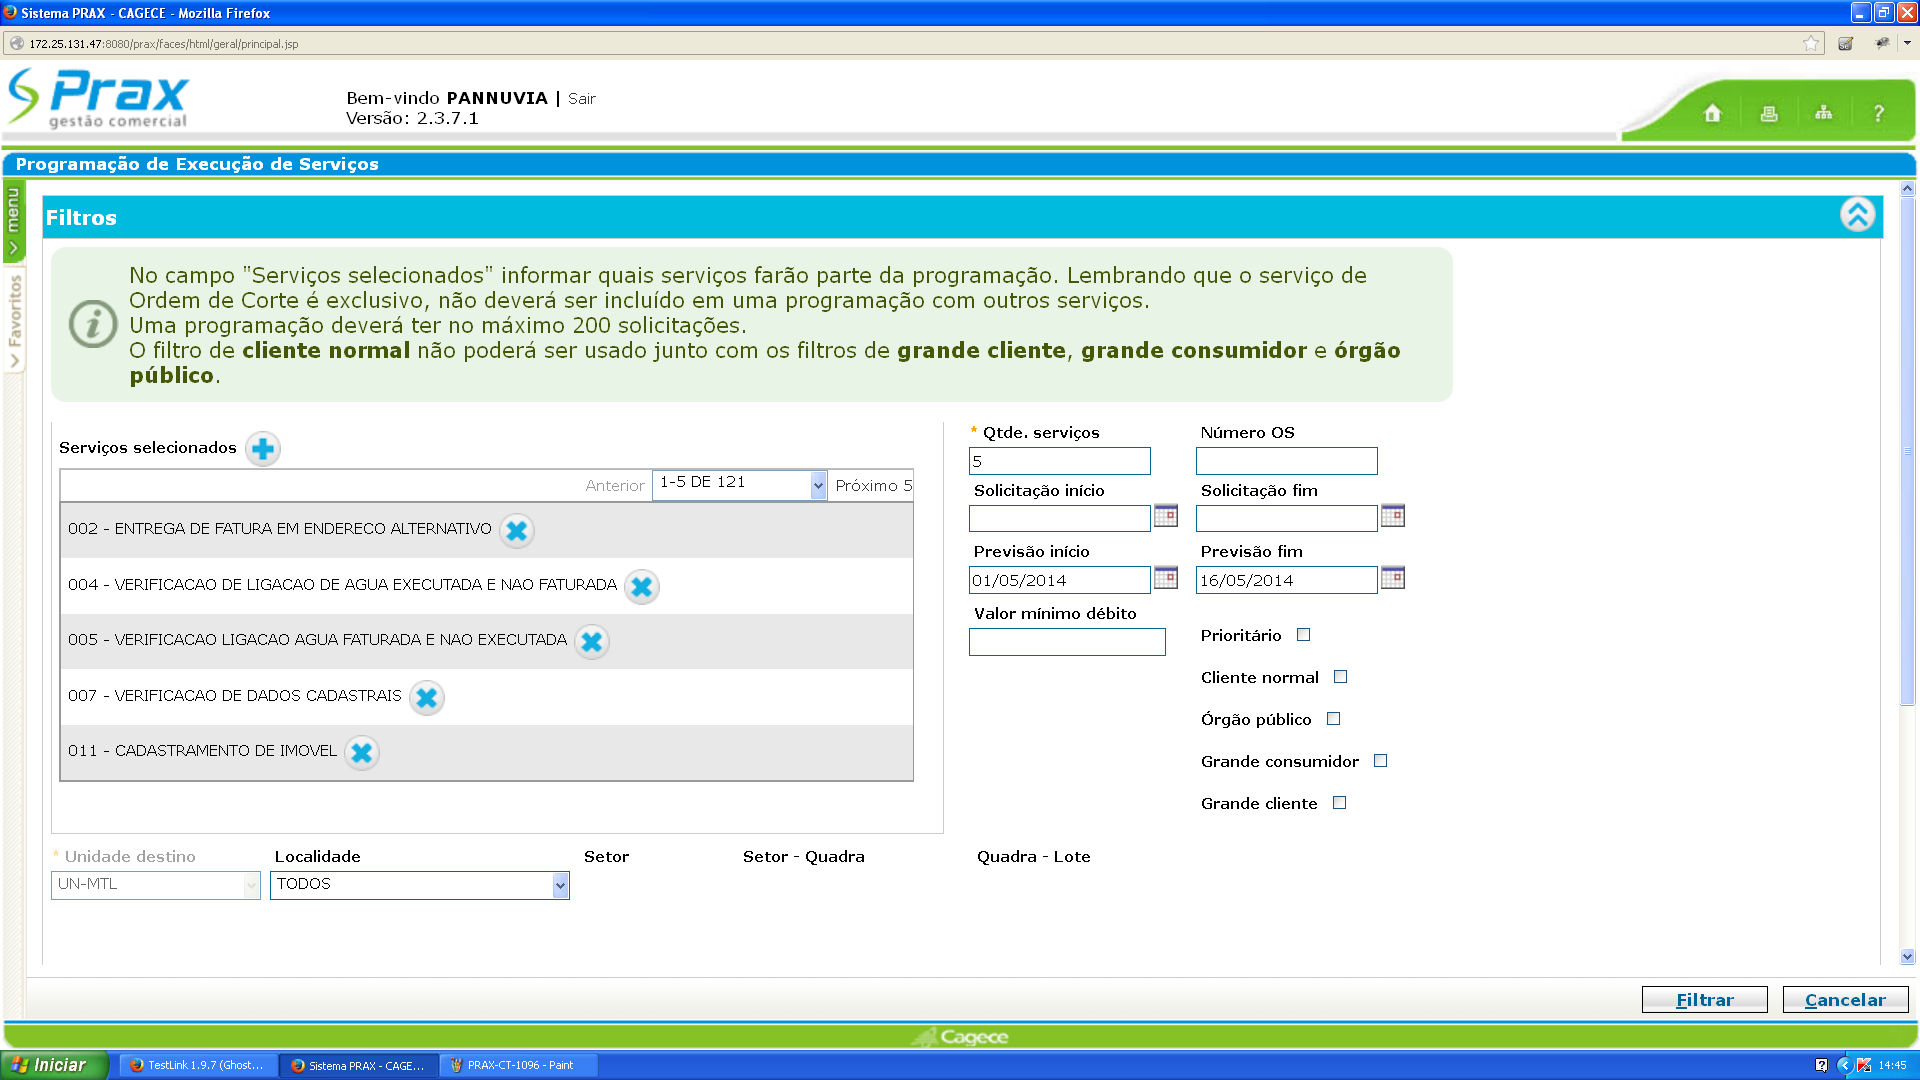 Sistema PRAX - CAGECE - Mozilla Firefox
172.25.131.47:8080/prax/faces/html/geral/principal.jsp
Prax
gestão comercial
Bem-vindo PANNUVIA | Sair
Versão: 2.3.7.1
?
Programação de Execução de Serviços
menu
Favoritos
Filtros
No campo "Serviços selecionados" informar quais serviços farão parte da programação. Lembrando que o serviço de
Ordem de Corte é exclusivo, não deverá ser incluído em uma programação com outros serviços.
Uma programação deverá ter no máximo 200 solicitações.
O filtro de cliente normal não poderá ser usado junto com os filtros de grande cliente, grande consumidor e órgão
público.
Serviços selecionados
Anterior 1-5 DE 121 Próximo 5
002 - ENTREGA DE FATURA EM ENDERECO ALTERNATIVO
004 - VERIFICACAO DE LIGACAO DE AGUA EXECUTADA E NAO FATURADA
005 - VERIFICACAO LIGACAO AGUA FATURADA E NAO EXECUTADA
007 - VERIFICACAO DE DADOS CADASTRAIS
011 - CADASTRAMENTO DE IMOVEL
* Qtde. serviços Número OS
5
Solicitação início Solicitação fim
Previsão início Previsão fim
01/05/2014 16/05/2014
Valor mínimo débito
Prioritário
Cliente normal
Órgão público
Grande consumidor
Grande cliente
* Unidade destino Localidade Setor Setor - Quadra Quadra - Lote
UN-MTL TODOS
Filtrar Cancelar
Cagece
Iniciar TestLink 1.9.7 (Ghost... Sistema PRAX - CAGE... PRAX-CT-1096 - Paint 14:45